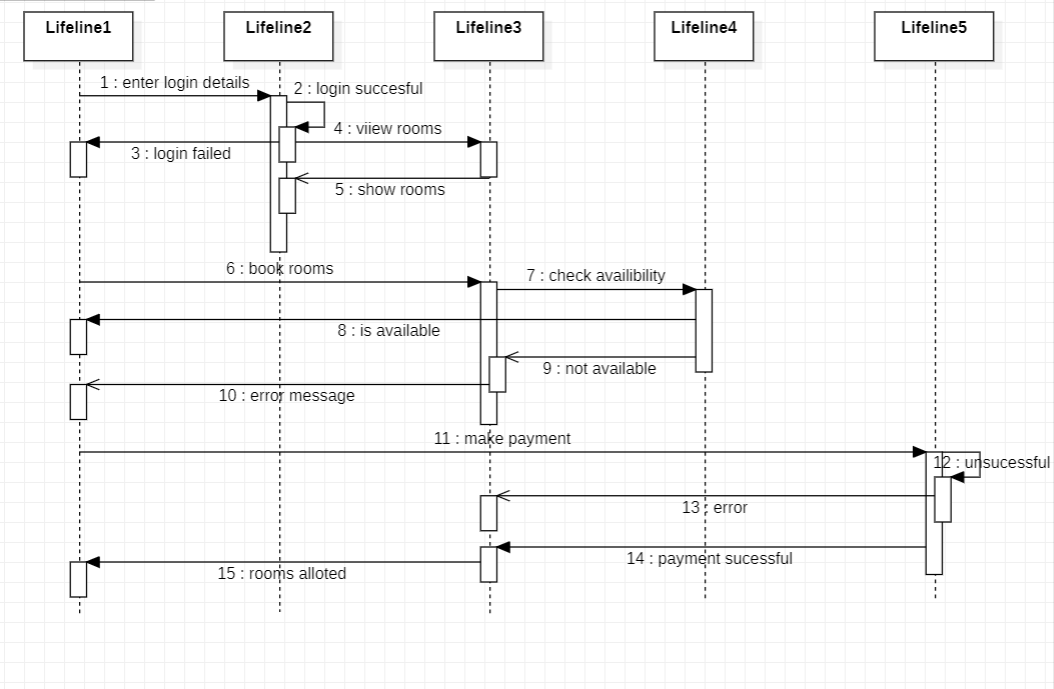 Lifeline1
Lifeline2
Lifeline3
Lifeline4
Lifeline5
1 : enter login details
2 : login succesful
4 : viiew rooms
3 : login failed
5 : show rooms
6 : book rooms
7 : check availibility
8 : is available
9 : not available
10 : error message
11 : make payment
12 : unsucessful
13 : error
14 : payment sucessful
15 : rooms alloted